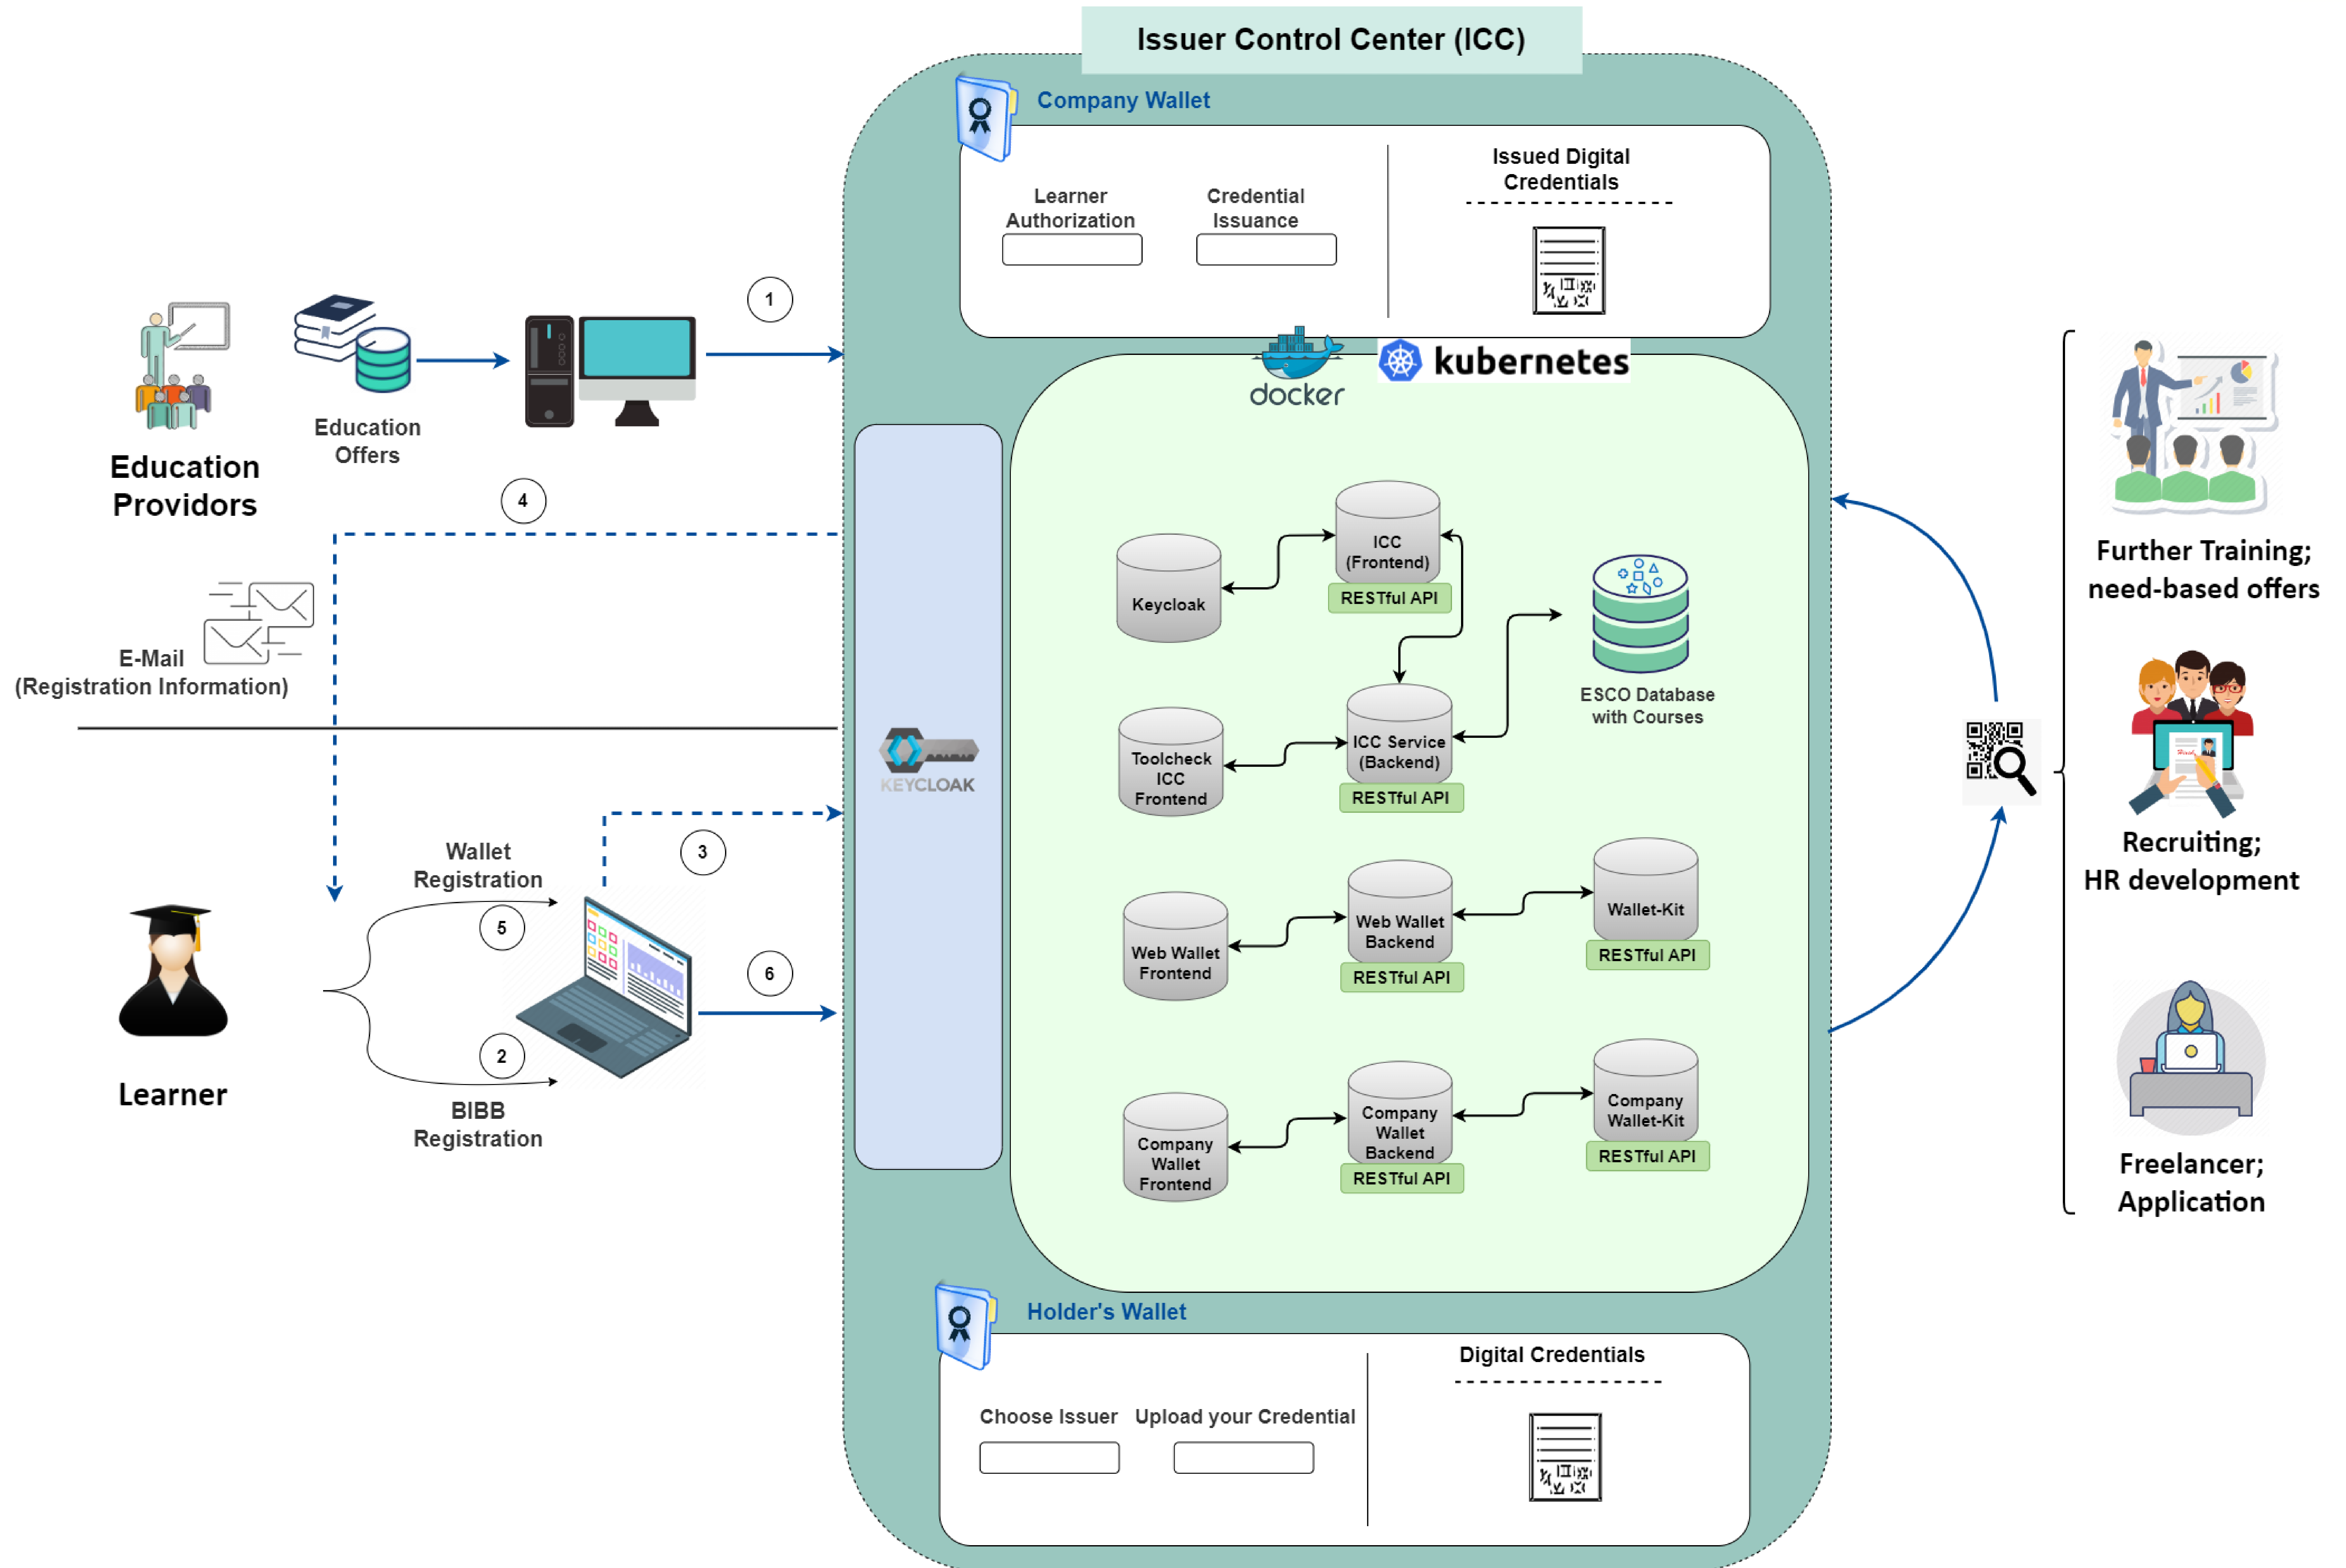 Issuer Control Center (ICC)
Company Wallet
Learner
Authorization
Credential
Issuance
Issued Digital
Credentials
docker
kubernetes
1
Education
Offers
Education
Providors
4
E-Mail
(Registration Information)
KEYCLOAK
Keycloak
ICC
(Frontend)
RESTful API
ESCO Database
with Courses
Toolcheck
ICC
Frontend
ICC Service
(Backend)
RESTful API
Web Wallet
Frontend
Web Wallet
Backend
RESTful API
Wallet-Kit
RESTful API
Company
Wallet
Frontend
Company
Wallet
Backend
RESTful API
Company
Wallet-Kit
RESTful API
Wallet
Registration
3
5
6
2
BIBB
Registration
Learner
Holder's Wallet
Choose Issuer
Upload your Credential
Digital Credentials
Further Training;
need-based offers
Recruiting;
HR development
Freelancer;
Application